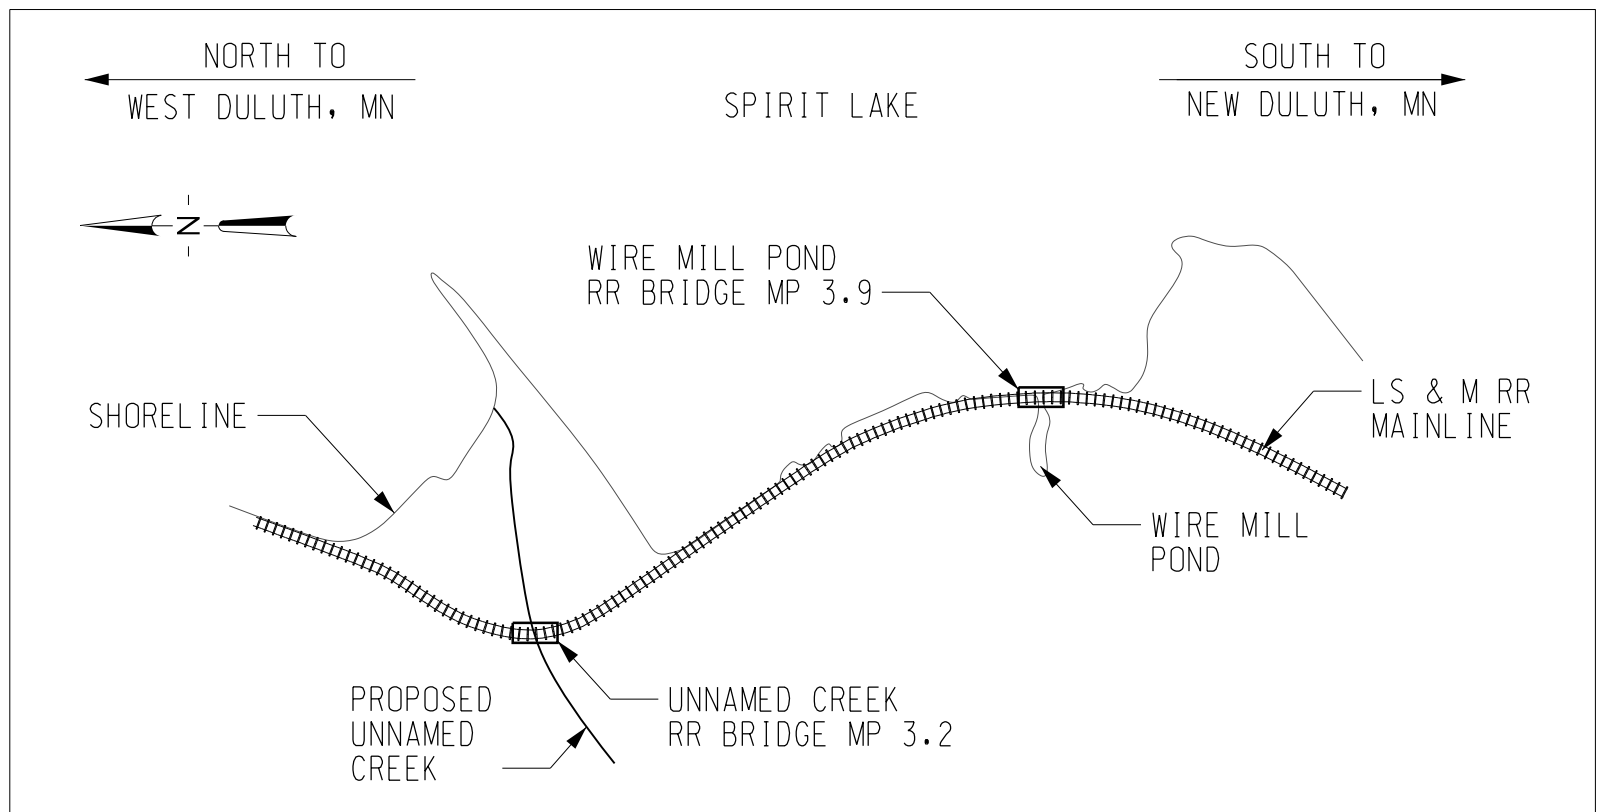 NORTH TO
WEST DULUTH, MN
SPIRIT LAKE
SOUTH TO
NEW DULUTH, MN
N
WIRE MILL POND
RR BRIDGE MP 3.9
SHORELINE
LS & M RR
MAINLINE
WIRE MILL
POND
PROPOSED
UNNAMED
CREEK
UNNAMED CREEK
RR BRIDGE MP 3.2